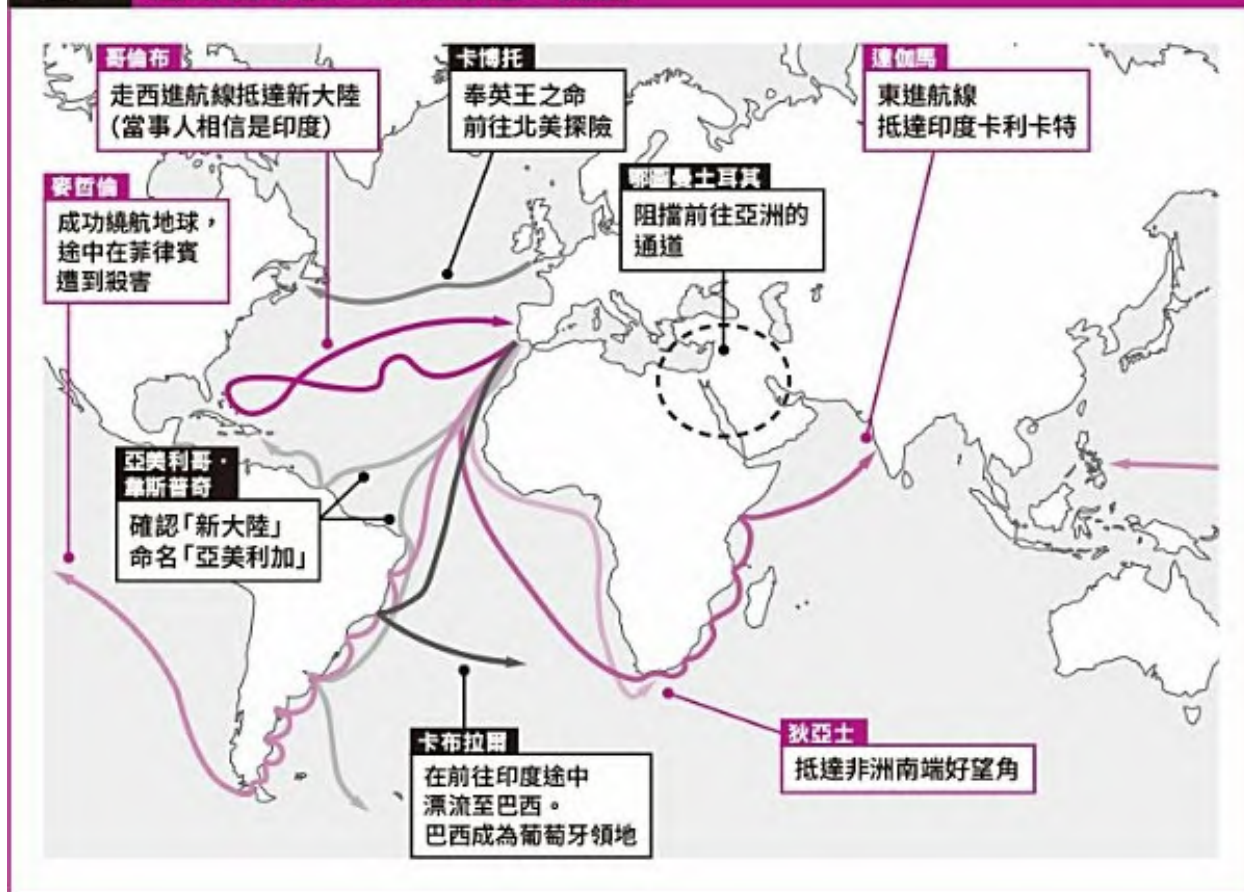 哥倫布
走西進航線抵達新大陸
(當事人相信是印度)
卡博托
奉英王之命
前往北美探險
達伽馬
東進航線
抵達印度卡利卡特
麥哲倫
成功繞航地球，
途中在菲律賓
遭到殺害
鄂圖曼土耳其
阻擋前往亞洲的
通道
亞美利哥・
韋斯普奇
確認「新大陸」
命名「亞美利加」
卡布拉爾
在前往印度途中
漂流至巴西。
巴西成為葡萄牙領地
狄亞士
抵達非洲南端好望角